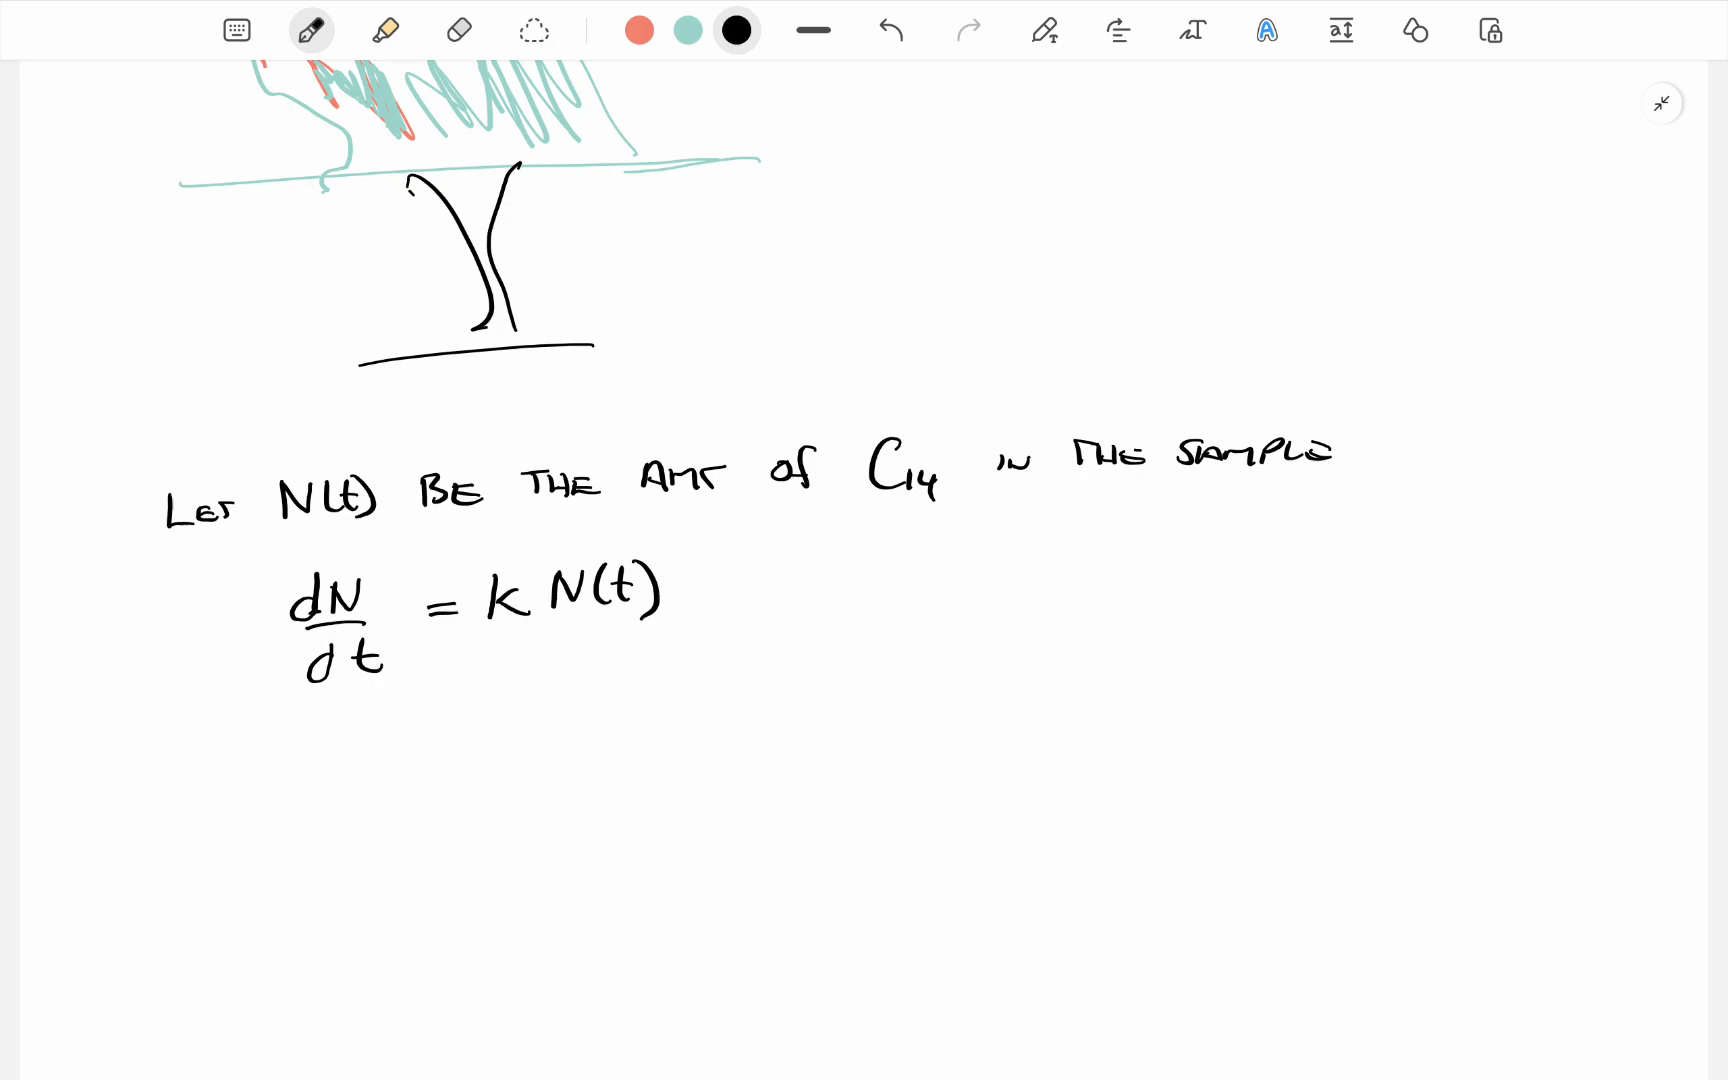 LET N(t) BE THE AMT of C14 IN THE SAMPLE
dN/dt = k N(t)